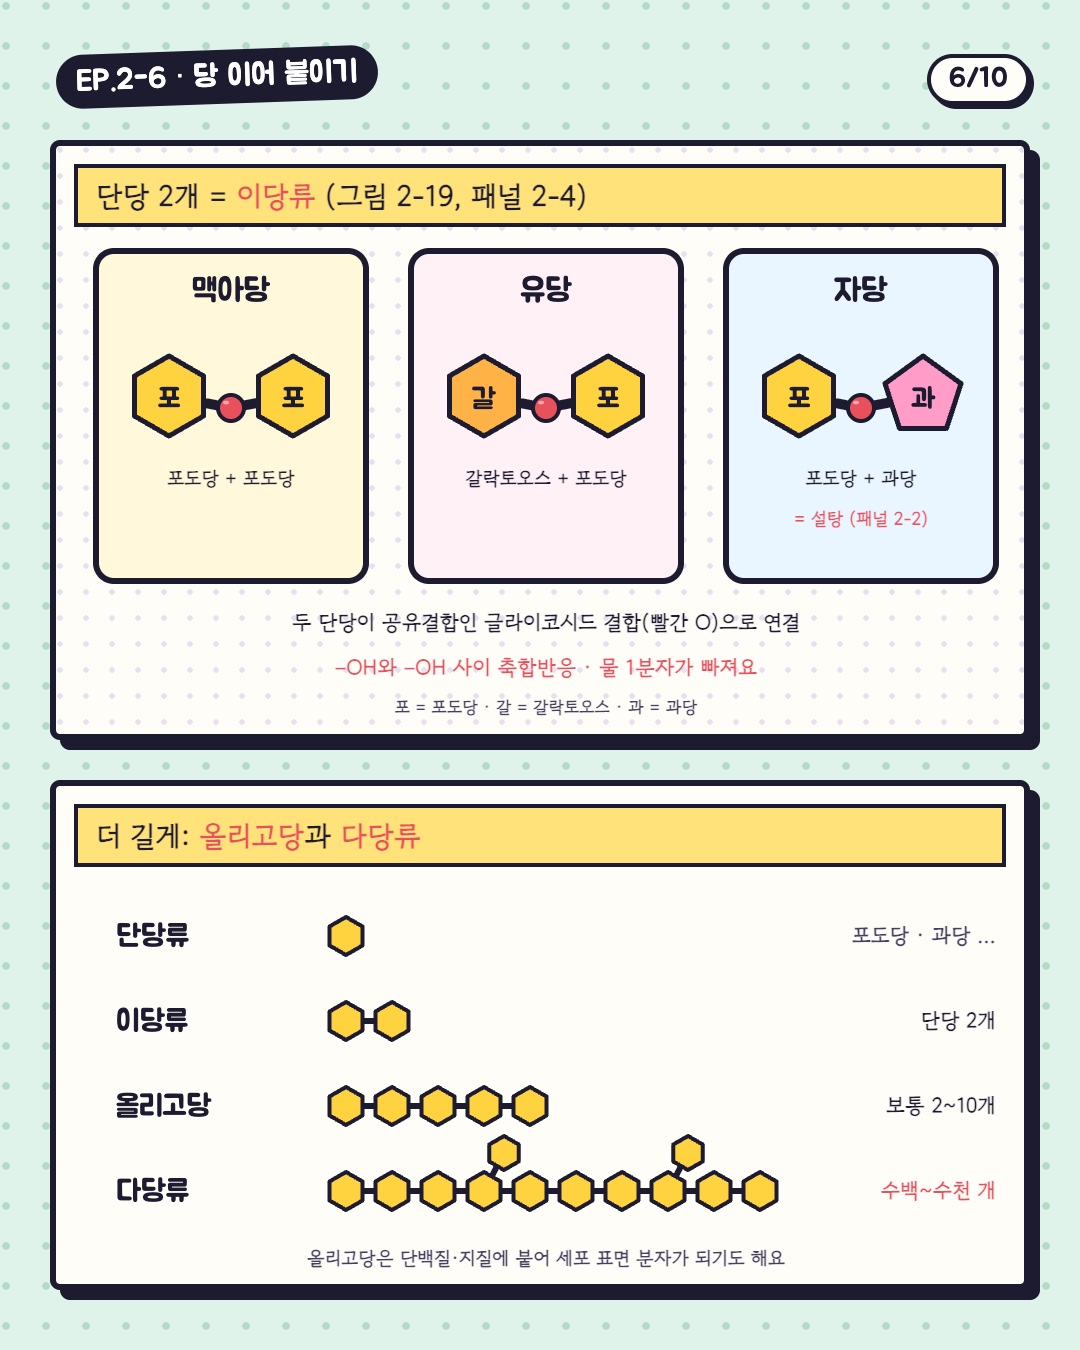 EP.2-6 · 당 이어 붙이기
6/10
단당 2개 = 이당류 (그림 2-19, 패널 2-4)
맥아당
포 포
포도당 + 포도당
유당
갈 포
갈락토오스 + 포도당
자당
포 과
포도당 + 과당
= 설탕 (패널 2-2)
두 단당이 공유결합인 글라이코시드 결합(빨간 O)으로 연결
–OH와 –OH 사이 축합반응 · 물 1분자가 빠져요
포 = 포도당 · 갈 = 갈락토오스 · 과 = 과당
더 길게: 올리고당과 다당류
단당류
포도당 · 과당 ...
이당류
단당 2개
올리고당
보통 2~10개
다당류
수백~수천 개
올리고당은 단백질·지질에 붙어 세포 표면 분자가 되기도 해요